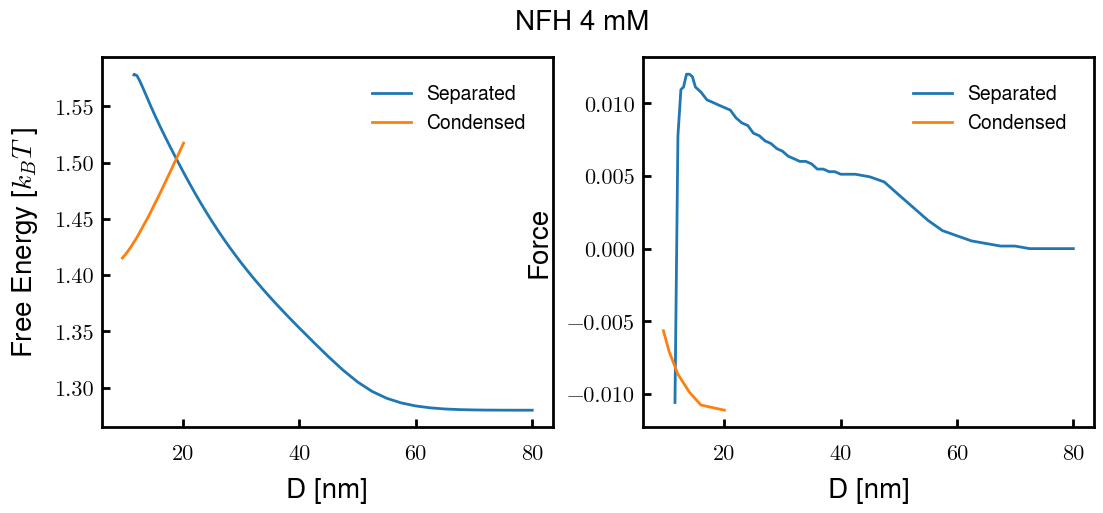 NFH 4 mM
Free Energy [k_BT]
1.55
1.50
1.45
1.40
1.35
1.30
20
40
60
80
D [nm]
Separated
Condensed
Force
0.010
0.005
0.000
−0.005
−0.010
20
40
60
80
D [nm]
Separated
Condensed